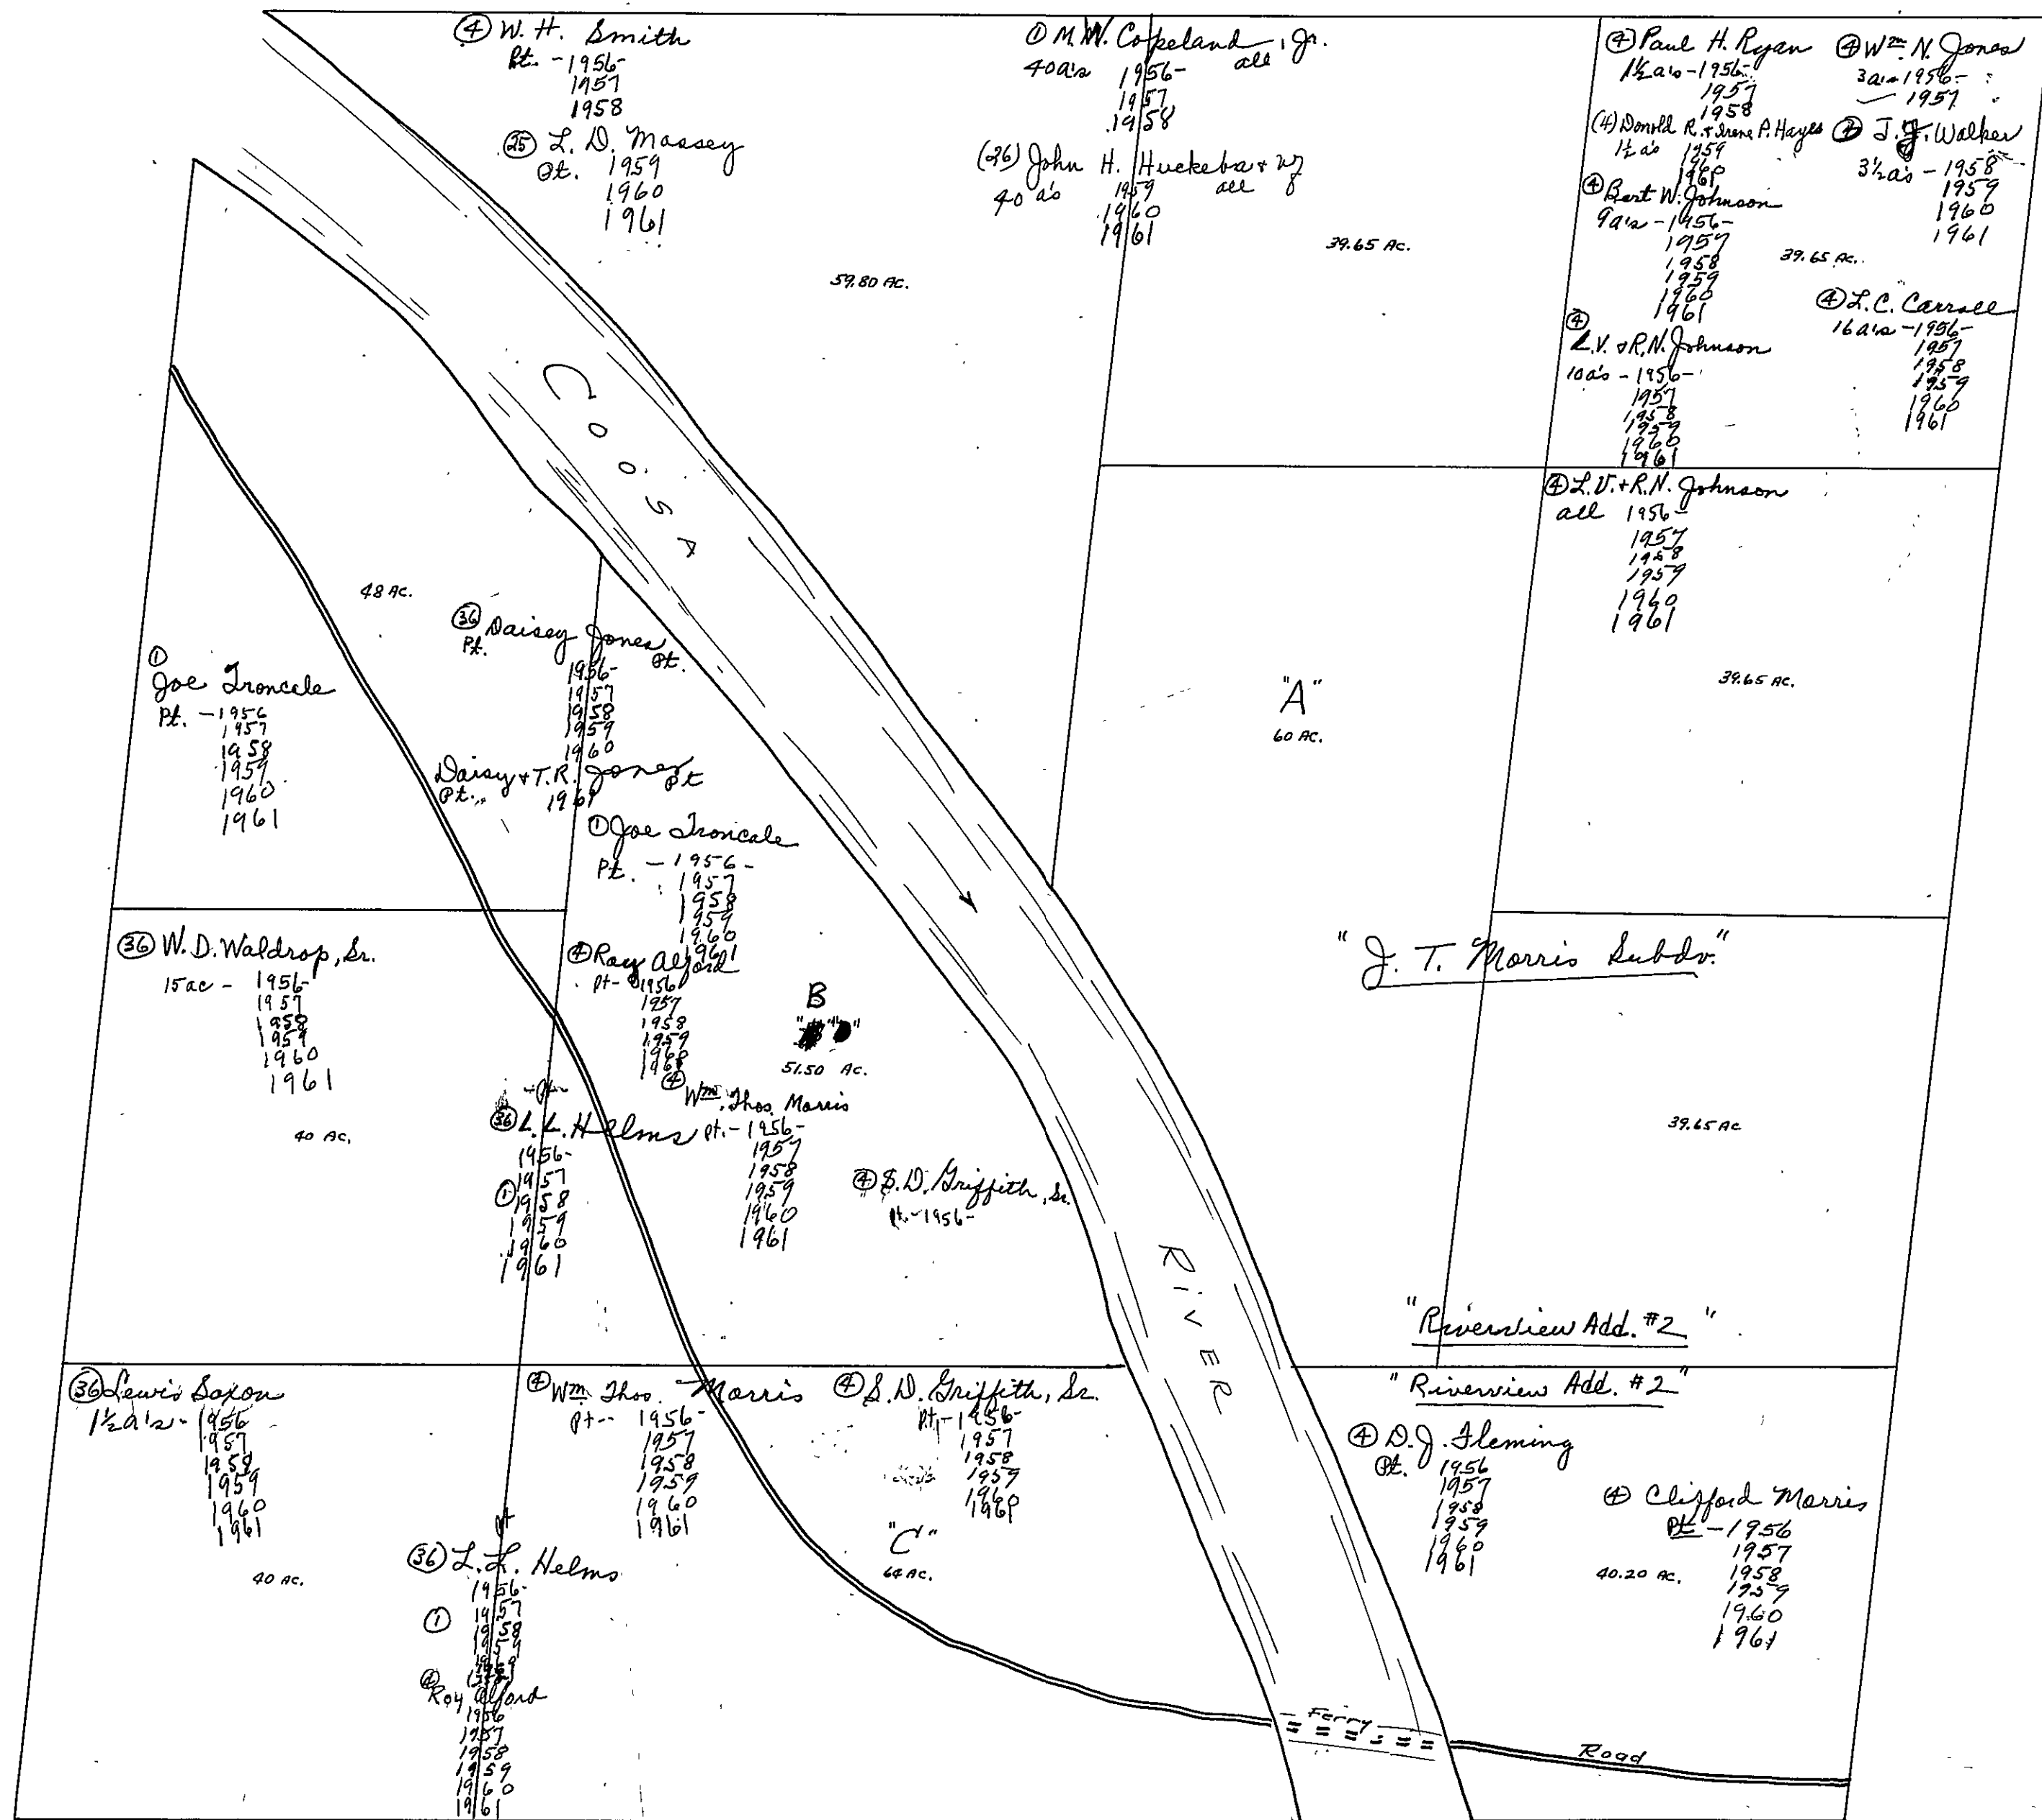 ④ W. H. Smith
Pt. - 1956-
1957
1958
㉕ L. D. Massey
Pt. 1959
1960
1961
59.80 AC.
① M. W. Copeland, Jr.
40 a's 1956- all
1957
1958
(26) John H. Huckeba + wf
40 a's 1959 all
1960
1961
39.65 AC.
④ Paul H. Ryan
1½ a's - 1956-
1957
1958
(4) Donald R. + Irene P. Hayes
1½ a's 1959
1960
1961
④ Bert W. Johnson
9 a's - 1956-
1957
1958
1959
1960
1961
④
L.V. + R.N. Johnson
10 a's - 1956-
1957
1958
1959
1960
1961
④ Wm N. Jones
3 a's - 1956-
1957
J. J. Walker
3½ a's - 1958
1959
1960
1961
39.65 AC.
④ L. C. Carroll
16 a's - 1956-
1957
1958
1959
1960
1961
COOSA
④ L.V. + R.N. Johnson
all 1956-
1957
1958
1959
1960
1961
39.65 AC.
"A"
60 AC.
48 AC.
①
Joe Troncale
Pt. - 1956
1957
1958
1959
1960
1961
㊱ Daisey Jones
Pt. Pt.
1956-
1957
1958
1959
1960
Daisy + T.R. Jones
Pt. 1961 Pt
① Joe Troncale
Pt. - 1956-
1957
1958
1959
1960
1961
④ Roy Alford
Pt- 1956
1957
1958
1959
1960
B
51.50 AC.
"J. T. Morris Subdv."
39.65 AC
㊱ W. D. Waldrop, Sr.
15 ac - 1956-
1957
1958
1959
1960
1961
40 AC.
Pt
㊱ L. L. Helms
1956-
1957
① 1958
1959
1960
1961
④
Wm. Thos. Morris
pt. - 1956-
1957
1958
1959
1960
1961
④ S. D. Griffith, Sr.
Pt. - 1956-
RIVER
"Riverview Add. #2"
㊱ Lewis Saxon
1½ a's - 1956
1957
1958
1959
1960
1961
40 AC.
④ Wm Thos. Morris
pt - 1956-
1957
1958
1959
1960
1961
④ S. D. Griffith, Sr.
Pt. - 1956-
1957
1958
1959
1960
1961
"C"
64 AC.
"Riverview Add. #2"
④ D. J. Fleming
Pt. 1956
1957
1958
1959
1960
1961
④ Clifford Morris
Pt - 1956
1957
1958
1959
1960
1961
40.20 AC.
pt
㊱ L. L. Helms
1956-
① 1957
1958
1959
Roy Alford
1956
1957
1958
1959
1960
1961
Ferry
Road